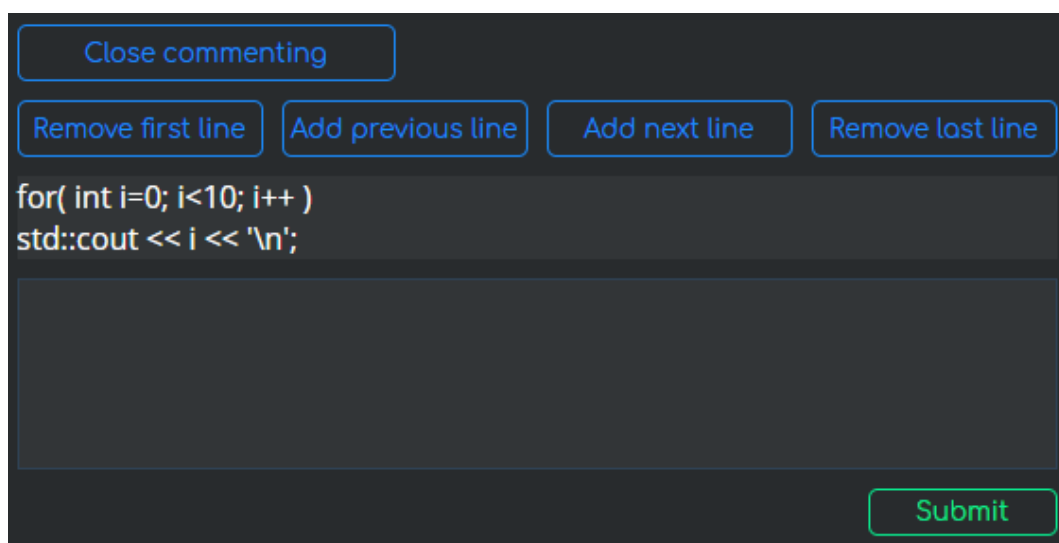 Close commenting
Remove first line Add previous line Add next line Remove last line
for( int i=0; i<10; i++ )
std::cout << i << '\n';
Submit